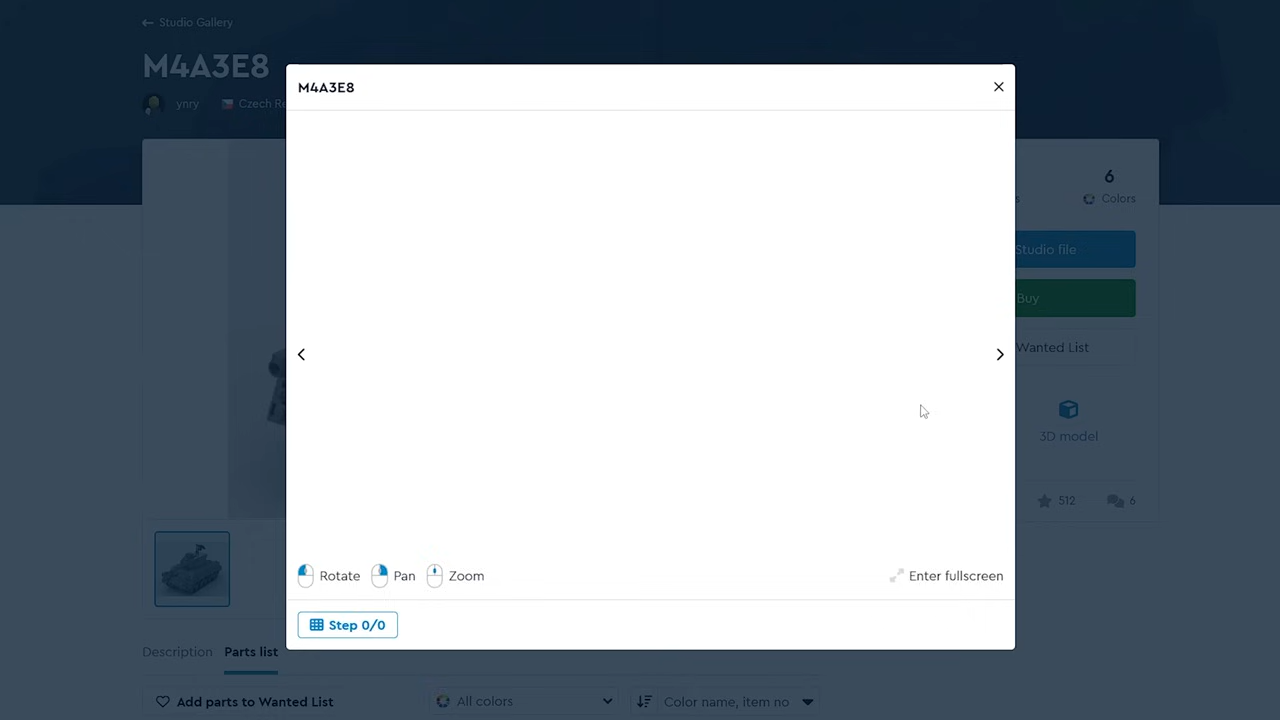 Studio Gallery
M4A3E8
ynry Czech Re
M4A3E8
6
Colors
Studio file
Buy
Wanted List
3D model
512 6
Rotate Pan Zoom Enter fullscreen
Step 0/0
Description Parts list
Add parts to Wanted List All colors Color name, item no